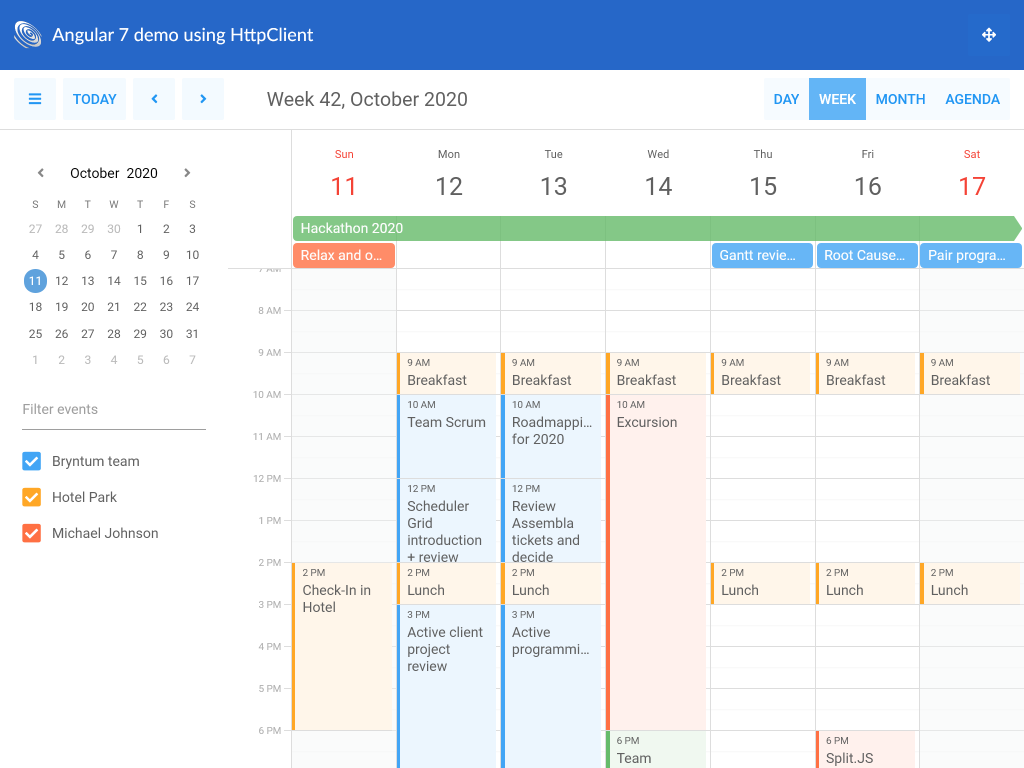 Angular 7 demo using HttpClient
TODAY
Week 42, October 2020
DAY WEEK MONTH AGENDA
October 2020
S M T W T F S
27 28 29 30 1 2 3
4 5 6 7 8 9 10
11 12 13 14 15 16 17
18 19 20 21 22 23 24
25 26 27 28 29 30 31
1 2 3 4 5 6 7
Filter events
Bryntum team
Hotel Park
Michael Johnson
Sun Mon Tue Wed Thu Fri Sat
11 12 13 14 15 16 17
Hackathon 2020
Relax and o... Gantt revie... Root Cause... Pair progra...
7 AM
8 AM
9 AM
10 AM
11 AM
12 PM
1 PM
2 PM
3 PM
4 PM
5 PM
6 PM
2 PM
Check-In in
Hotel
9 AM
Breakfast
10 AM
Team Scrum
12 PM
Scheduler
Grid
introduction
+ review
2 PM
Lunch
3 PM
Active client
project
review
9 AM
Breakfast
10 AM
Roadmappi...
for 2020
12 PM
Review
Assembla
tickets and
decide
2 PM
Lunch
3 PM
Active
programmi...
9 AM
Breakfast
10 AM
Excursion
6 PM
Team
9 AM
Breakfast
2 PM
Lunch
9 AM
Breakfast
2 PM
Lunch
6 PM
Split.JS
9 AM
Breakfast
2 PM
Lunch